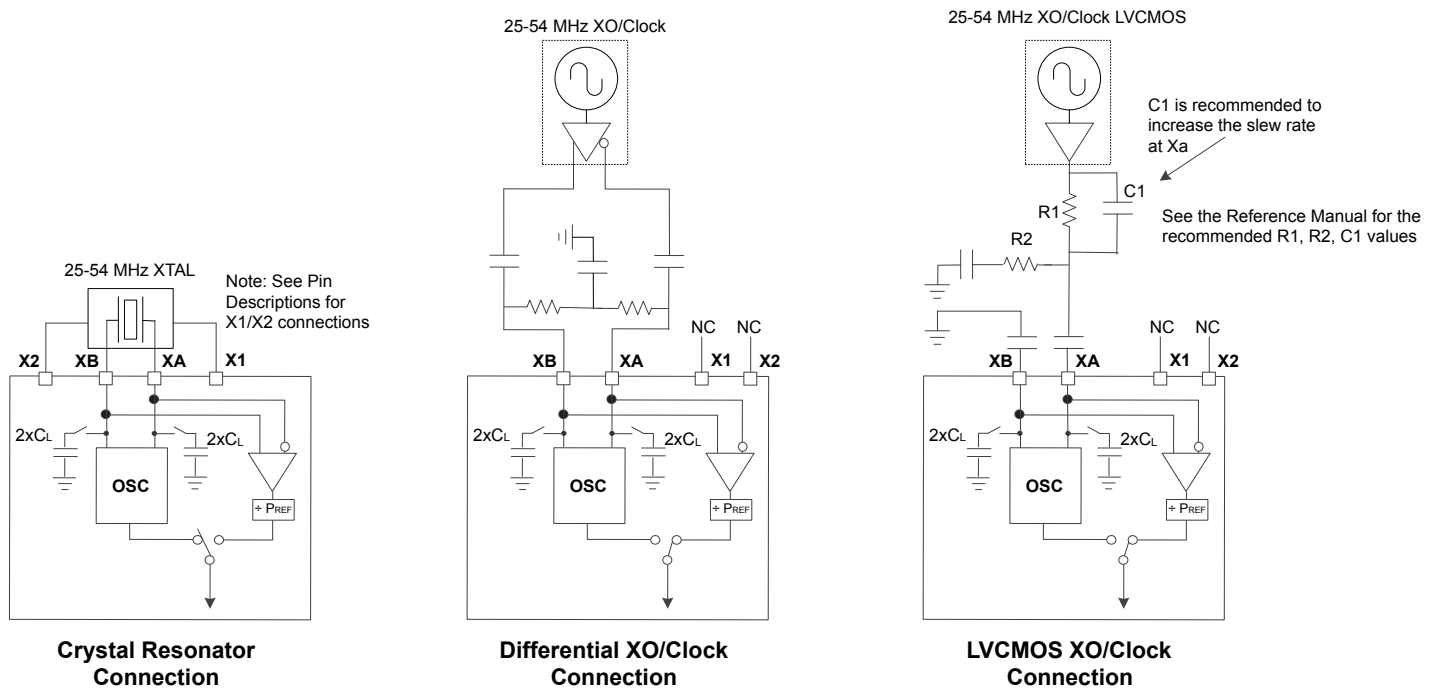 25-54 MHz XTAL
Note: See Pin
Descriptions for
X1/X2 connections
X2 XB XA X1
2xCL
2xCL
OSC
÷ PREF
Crystal Resonator
Connection
25-54 MHz XO/Clock
NC NC
XB XA X1 X2
2xCL
2xCL
OSC
÷ PREF
Differential XO/Clock
Connection
25-54 MHz XO/Clock LVCMOS
C1 is recommended to
increase the slew rate
at Xa
C1
R1
See the Reference Manual for the
recommended R1, R2, C1 values
R2
NC NC
XB XA X1 X2
2xCL
2xCL
OSC
÷ PREF
LVCMOS XO/Clock
Connection